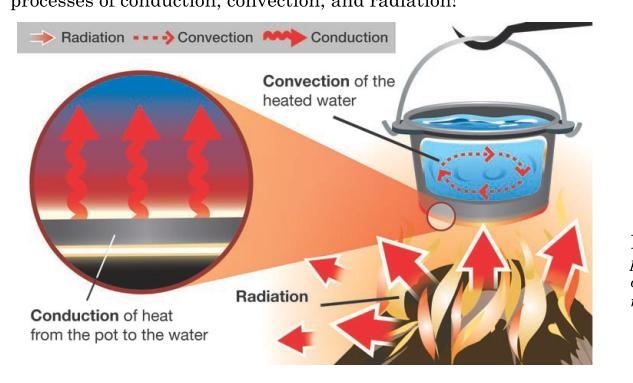 processes of conduction, convection, and radiation!
Radiation Convection Conduction
Convection of the
heated water
Radiation
Conduction of heat
from the pot to the water